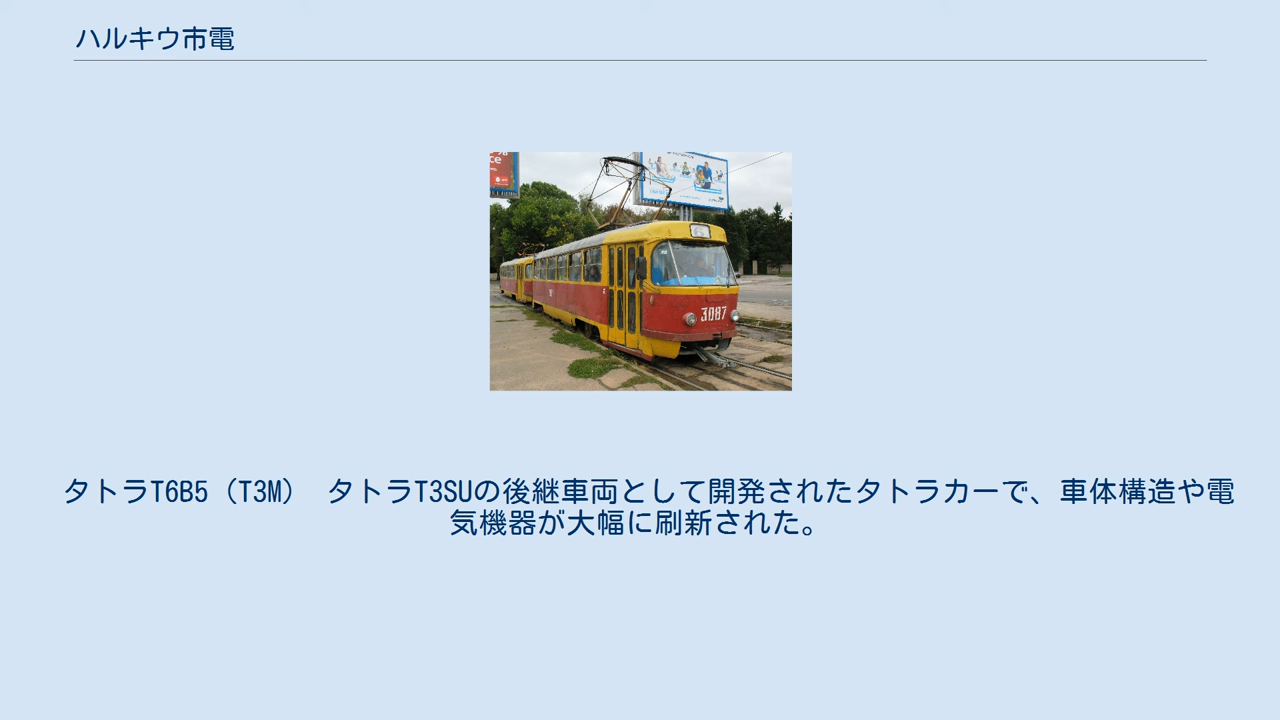 ハルキウ市電
ce
3087
タトラT6B5（T3M） タトラT3SUの後継車両として開発されたタトラカーで、車体構造や電
気機器が大幅に刷新された。